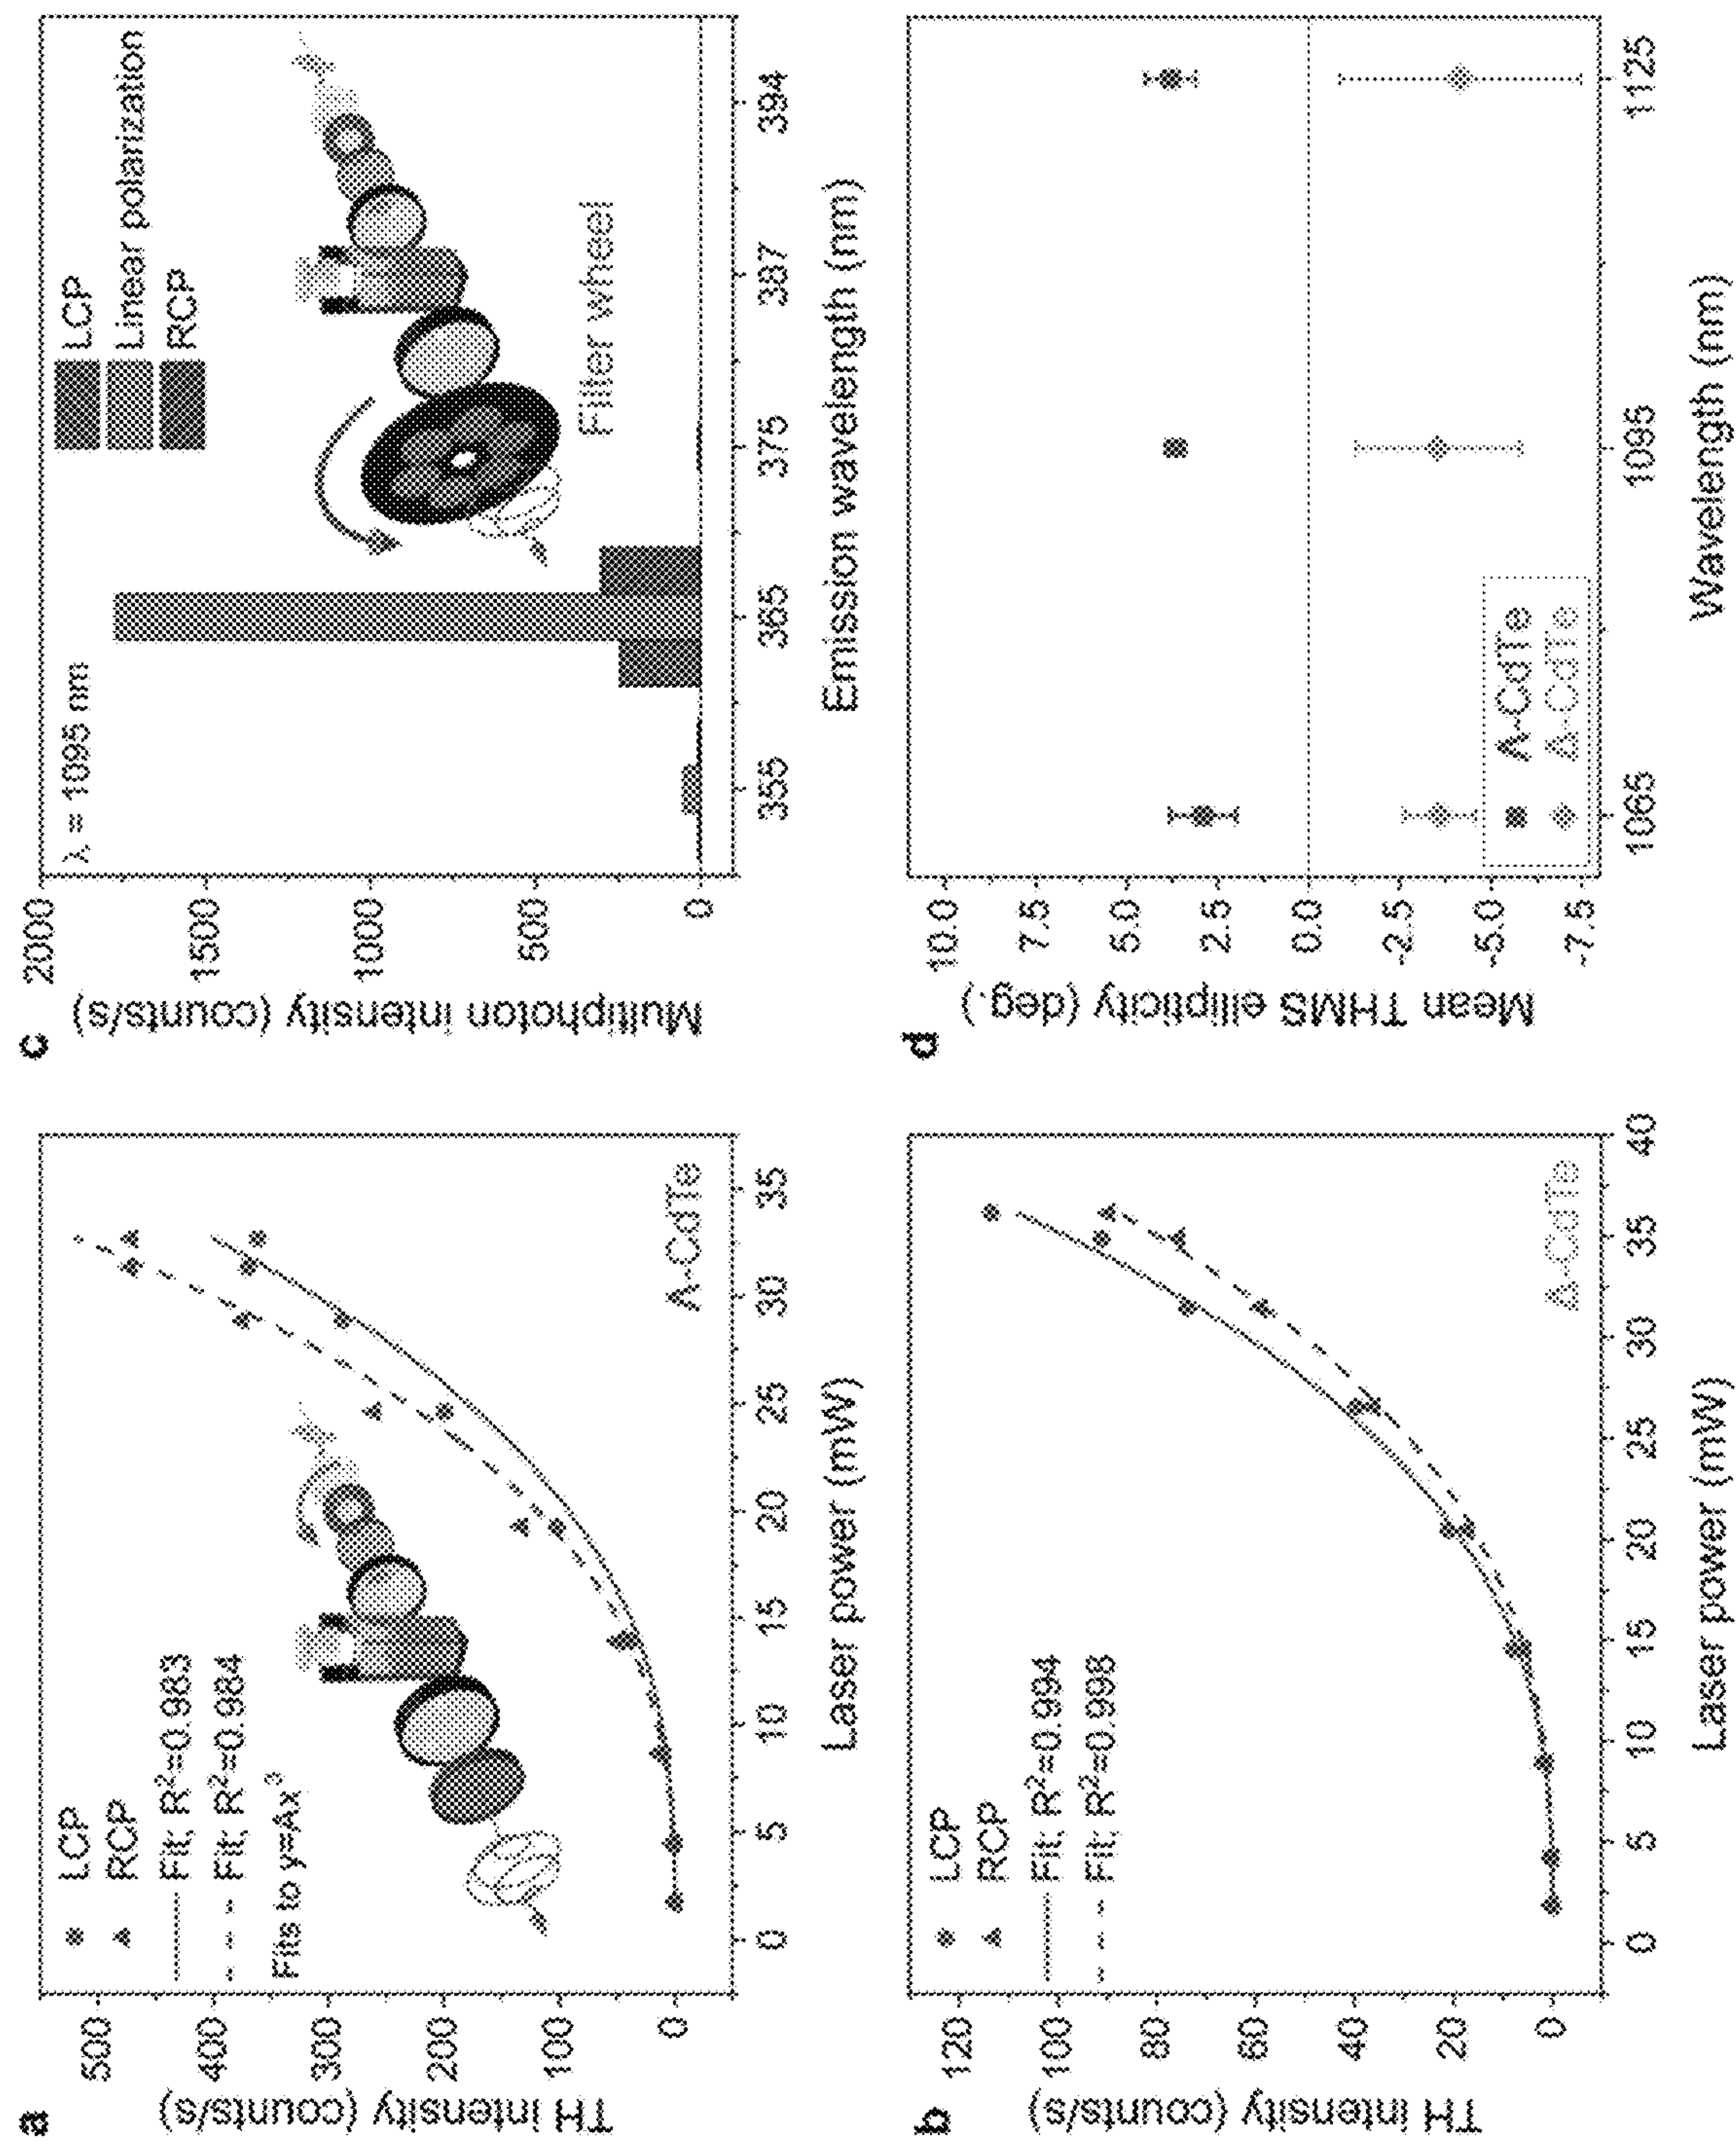 a
TH intensity (counts/s)
500
400
300
200
100
0
LCP
RCP
Fit; R²=0.983
Fit; R²=0.984
Fits to y=Ax³
Λ-CdTe
0 5 10 15 20 25 30 35
Laser power (mW)
b
TH intensity (counts/s)
120
100
80
60
40
20
0
LCP
RCP
Fit; R²=0.994
Fit; R²=0.998
Δ-CdTe
0 5 10 15 20 25 30 35 40
Laser power (mW)
c
Multiphoton intensity (counts/s)
2000
1500
1000
500
0
λ = 1095 nm
LCP
Linear polarization
RCP
Filter wheel
355 365 375 387 394
Emission wavelength (nm)
d
Mean THMS ellipticity (deg.)
10.0
7.5
5.0
2.5
0.0
-2.5
-5.0
-7.5
Λ-CdTe
Δ-CdTe
1065 1095 1125
Wavelength (nm)